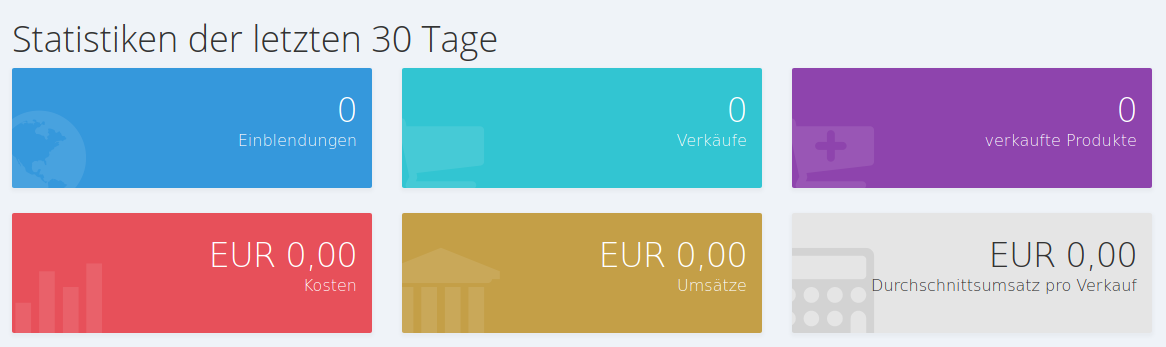 Statistiken der letzten 30 Tage
0
Einblendungen
0
Verkäufe
0
verkaufte Produkte
EUR 0,00
Kosten
EUR 0,00
Umsätze
EUR 0,00
Durchschnittsumsatz pro Verkauf